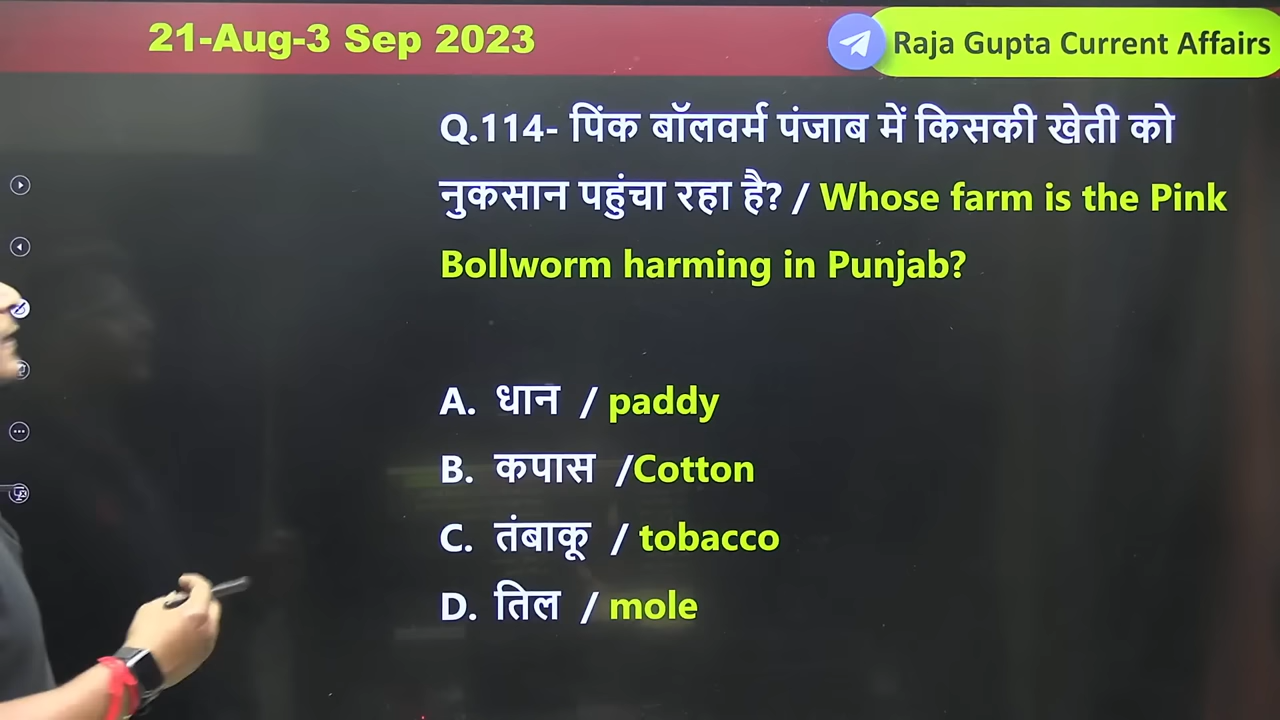 21-Aug-3 Sep 2023
Raja Gupta Current Affairs
Q.114- पिंक बॉलवर्म पंजाब में किसकी खेती को
नुकसान पहुंचा रहा है? / Whose farm is the Pink
Bollworm harming in Punjab?
A. धान / paddy
B. कपास /Cotton
C. तंबाकू / tobacco
D. तिल / mole